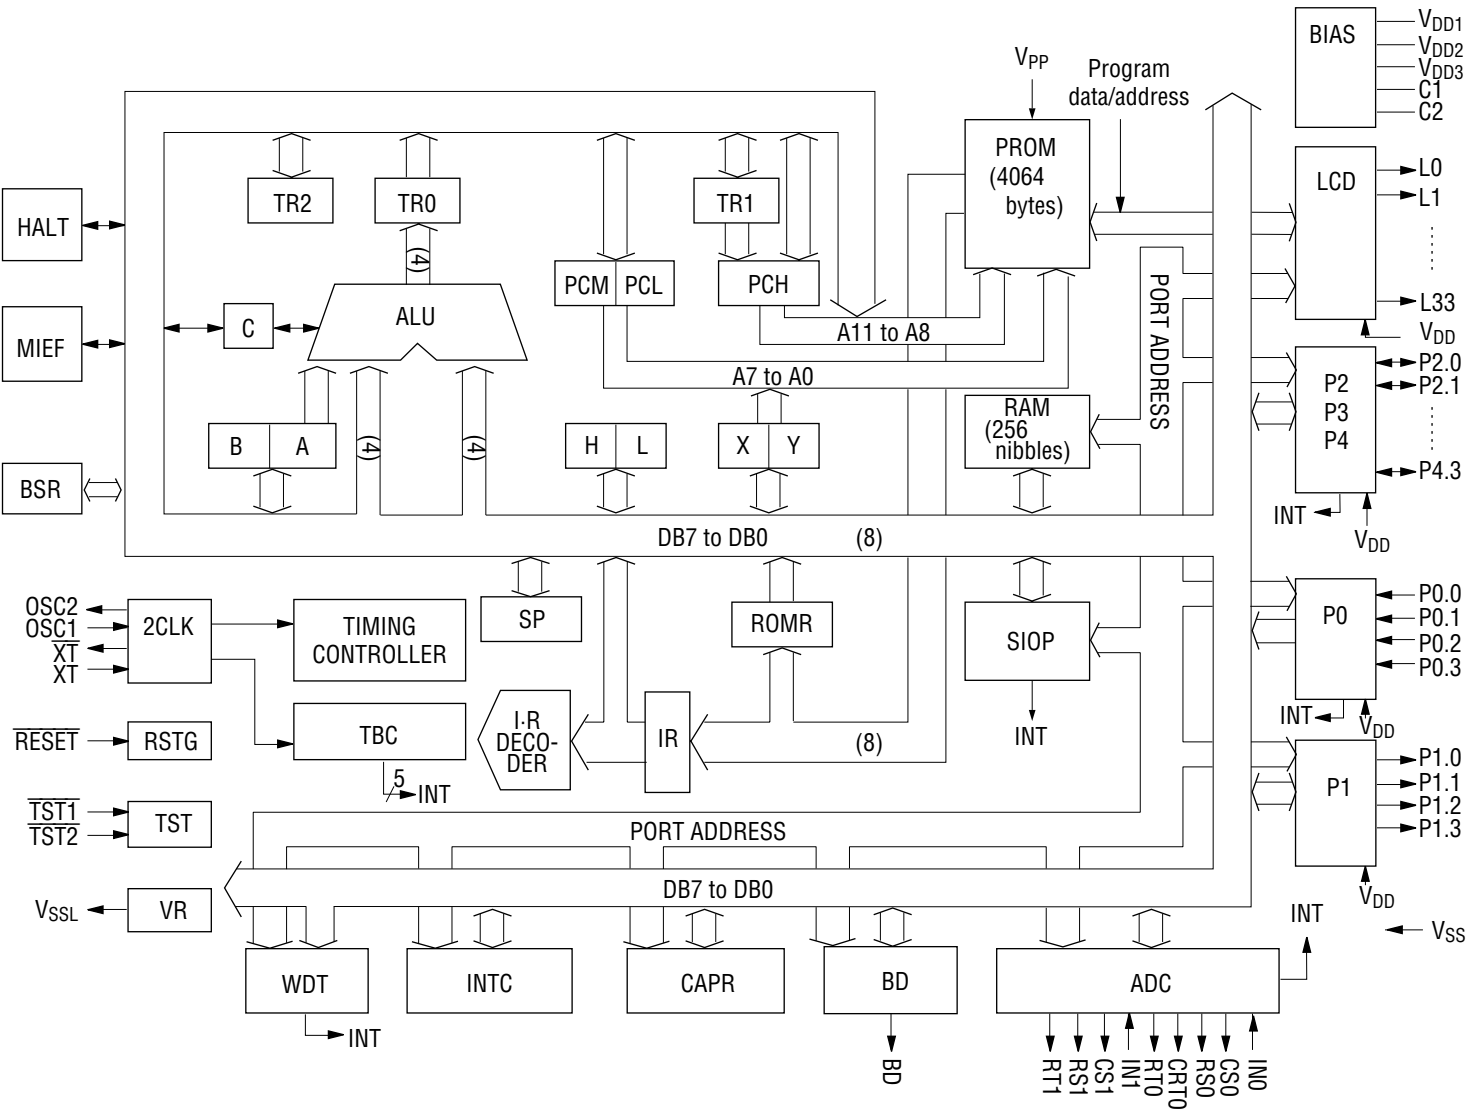 BIAS
VDD1
VDD2
VDD3
C1
C2
VPP
Program
data/address
PROM
(4064
bytes)
LCD
L0
L1
L33
VDD
HALT
TR2
TR0
TR1
(4)
PCM
PCL
PCH
PORT ADDRESS
MIEF
C
ALU
A11 to A8
A7 to A0
P2
P3
P4
P2.0
P2.1
P4.3
INT
VDD
RAM
(256
nibbles)
B
A
(4)
(4)
H
L
X
Y
BSR
DB7 to DB0
(8)
OSC2
OSC1
XT
XT
2CLK
TIMING
CONTROLLER
SP
ROMR
SIOP
INT
P0
P0.0
P0.1
P0.2
P0.3
INT
VDD
RESET
RSTG
TBC
5
INT
I·R
DECO-
DER
IR
(8)
P1
P1.0
P1.1
P1.2
P1.3
VDD
TST1
TST2
TST
PORT ADDRESS
VSSL
VR
DB7 to DB0
INT
VSS
WDT
INTC
CAPR
BD
ADC
INT
BD
RT1
RS1
CS1
IN1
RT0
CRT0
RS0
CS0
IN0